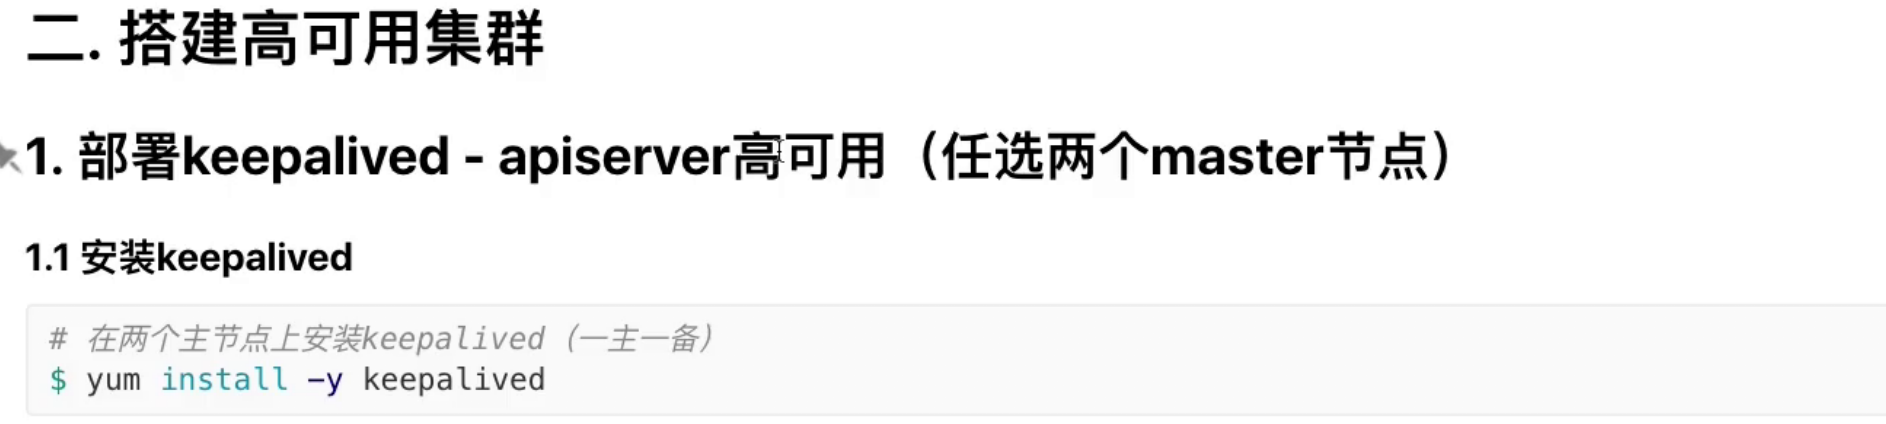 二. 搭建高可用集群
1. 部署keepalived - apiserver高可用（任选两个master节点）
1.1 安装keepalived
# 在两个主节点上安装keepalived（一主一备）
$ yum install -y keepalived